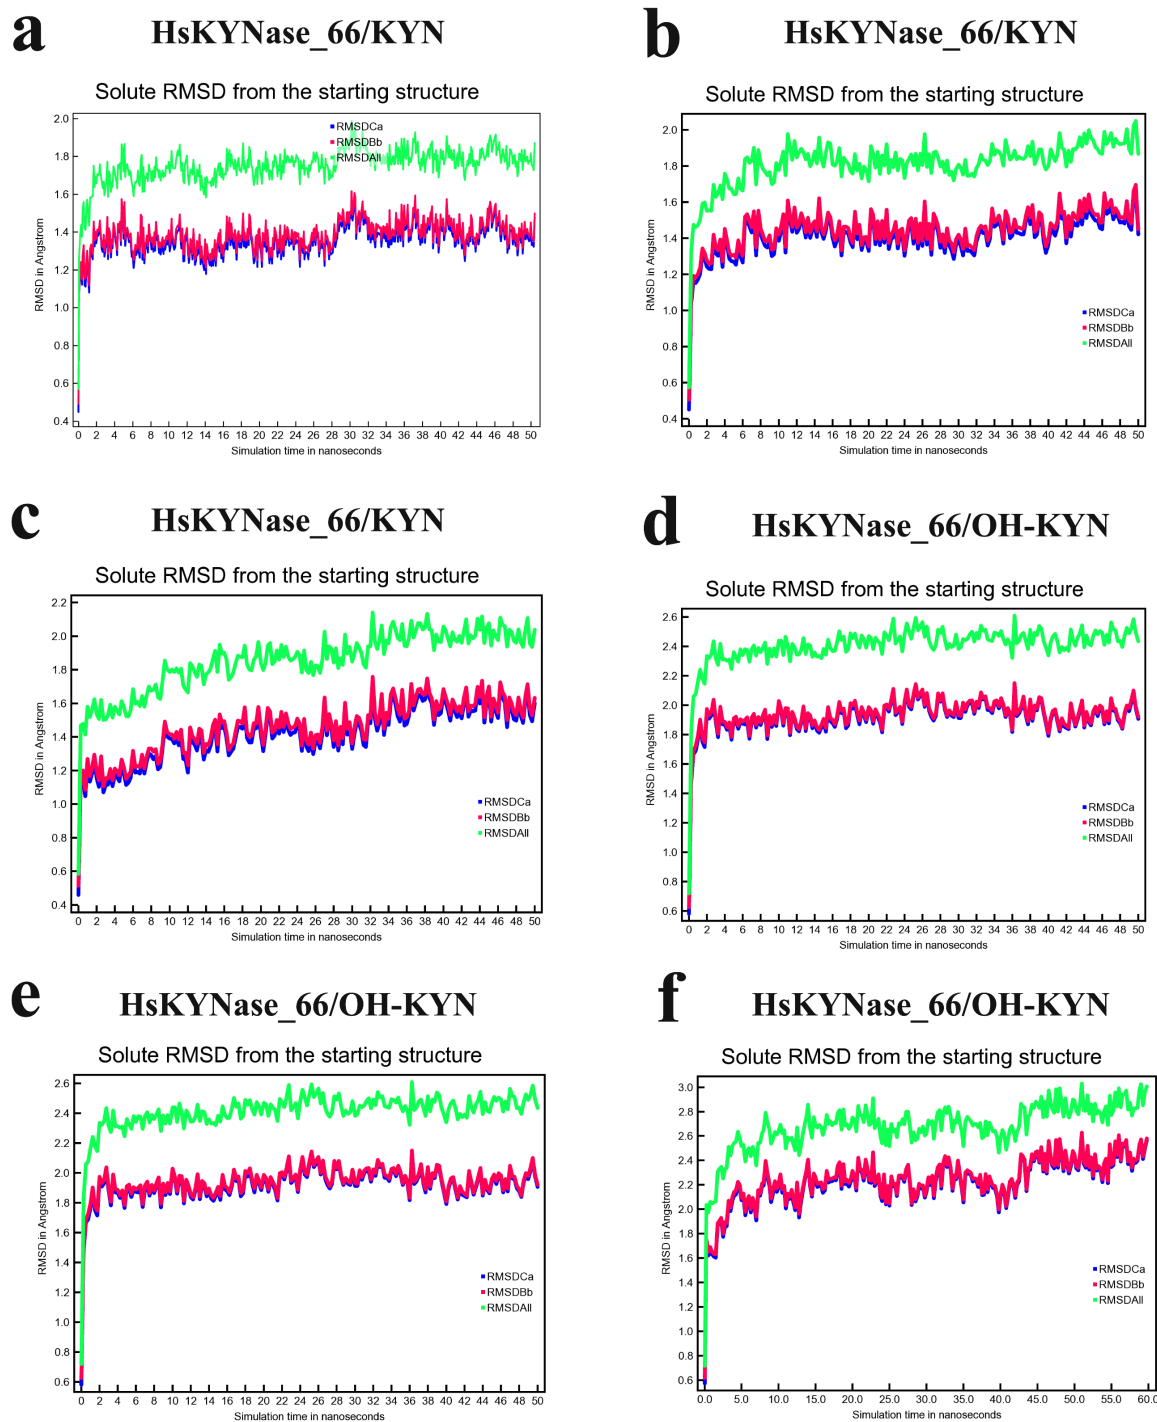 a
HsKYNase_66/KYN
Solute RMSD from the starting structure
RMSD in Angstrom
2.0
1.8
1.6
1.4
1.2
1.0
0.8
0.6
0.4
RMSDCa
RMSDBb
RMSDAll
0 2 4 6 8 10 12 14 16 18 20 22 24 26 28 30 32 34 36 38 40 42 44 46 48 50
Simulation time in nanoseconds
b
HsKYNase_66/KYN
Solute RMSD from the starting structure
RMSD in Angstrom
2.0
1.8
1.6
1.4
1.2
1.0
0.8
0.6
0.4
RMSDCa
RMSDBb
RMSDAll
0 2 4 6 8 10 12 14 16 18 20 22 24 26 28 30 32 34 36 38 40 42 44 46 48 50
Simulation time in nanoseconds
c
HsKYNase_66/KYN
Solute RMSD from the starting structure
RMSD in Angstrom
2.2
2.0
1.8
1.6
1.4
1.2
1.0
0.8
0.6
0.4
RMSDCa
RMSDBb
RMSDAll
0 2 4 6 8 10 12 14 16 18 20 22 24 26 28 30 32 34 36 38 40 42 44 46 48 50
Simulation time in nanoseconds
d
HsKYNase_66/OH-KYN
Solute RMSD from the starting structure
RMSD in Angstrom
2.6
2.4
2.2
2.0
1.8
1.6
1.4
1.2
1.0
0.8
0.6
RMSDCa
RMSDBb
RMSDAll
0 2 4 6 8 10 12 14 16 18 20 22 24 26 28 30 32 34 36 38 40 42 44 46 48 50
Simulation time in nanoseconds
e
HsKYNase_66/OH-KYN
Solute RMSD from the starting structure
RMSD in Angstrom
2.6
2.4
2.2
2.0
1.8
1.6
1.4
1.2
1.0
0.8
0.6
RMSDCa
RMSDBb
RMSDAll
0 2 4 6 8 10 12 14 16 18 20 22 24 26 28 30 32 34 36 38 40 42 44 46 48 50
Simulation time in nanoseconds
f
HsKYNase_66/OH-KYN
Solute RMSD from the starting structure
RMSD in Angstrom
3.0
2.8
2.6
2.4
2.2
2.0
1.8
1.6
1.4
1.2
1.0
0.8
0.6
RMSDCa
RMSDBb
RMSDAll
0.0 5.0 10.0 15.0 20.0 25.0 30.0 35.0 40.0 45.0 50.0 55.0 60.0
Simulation time in nanoseconds